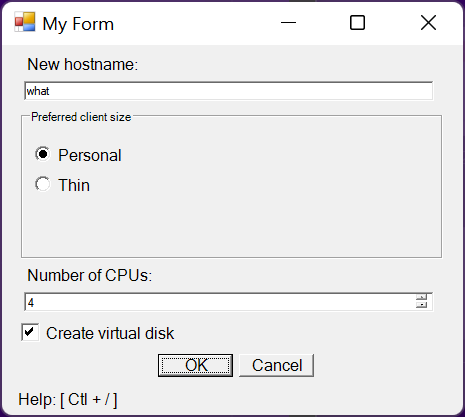 My Form
New hostname:
what
Preferred client size
Personal
Thin
Number of CPUs:
4
Create virtual disk
OK Cancel
Help: [ Ctl + / ]